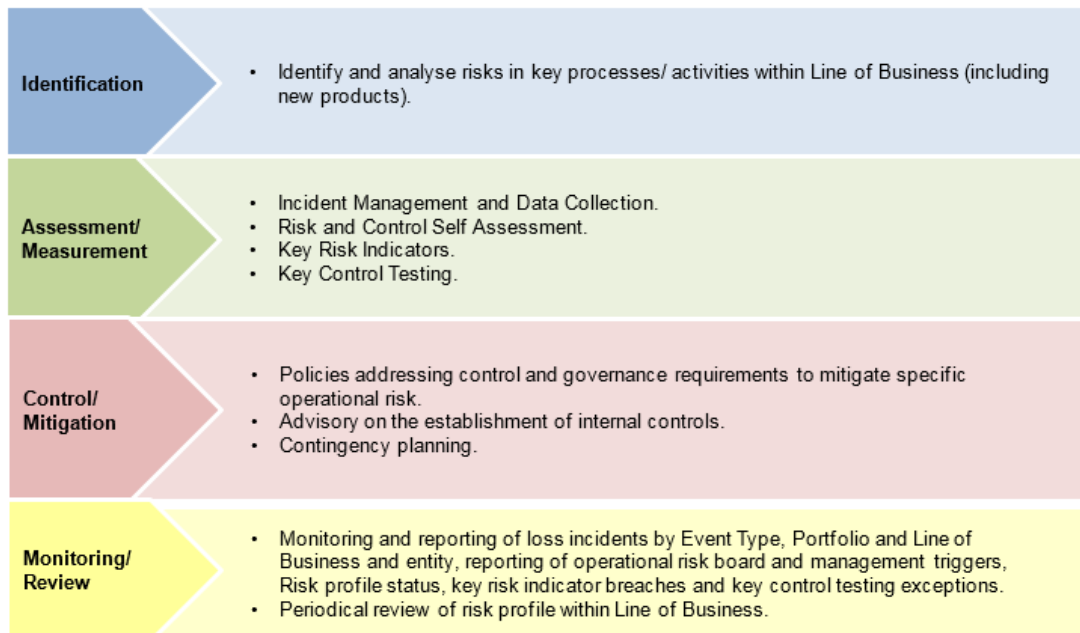 Identification
• Identify and analyse risks in key processes/ activities within Line of Business (including
new products).
Assessment/
Measurement
• Incident Management and Data Collection.
• Risk and Control Self Assessment.
• Key Risk Indicators.
• Key Control Testing.
Control/
Mitigation
• Policies addressing control and governance requirements to mitigate specific
operational risk.
• Advisory on the establishment of internal controls.
• Contingency planning.
Monitoring/
Review
• Monitoring and reporting of loss incidents by Event Type, Portfolio and Line of
Business and entity, reporting of operational risk board and management triggers,
Risk profile status, key risk indicator breaches and key control testing exceptions.
• Periodical review of risk profile within Line of Business.